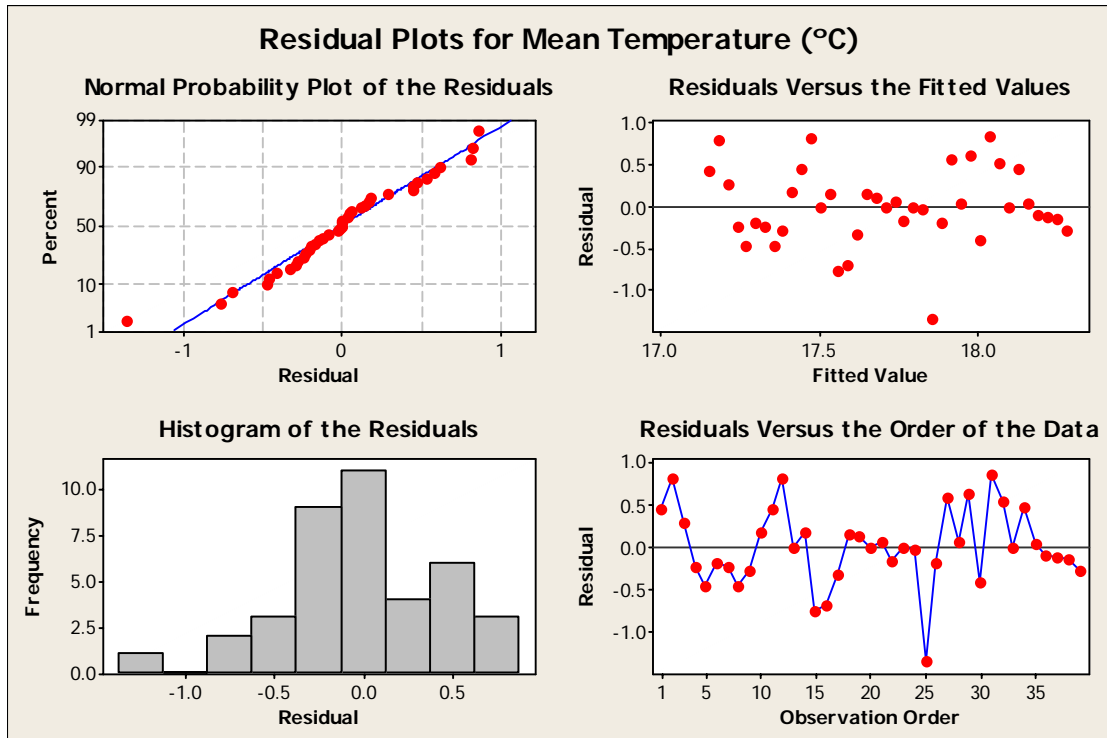 Residual Plots for Mean Temperature (ºC)
Normal Probability Plot of the Residuals
99
90
50
10
1
Percent
-1 0 1
Residual
Residuals Versus the Fitted Values
1.0
0.5
0.0
-0.5
-1.0
Residual
17.0 17.5 18.0
Fitted Value
Histogram of the Residuals
10.0
7.5
5.0
2.5
0.0
Frequency
-1.0 -0.5 0.0 0.5
Residual
Residuals Versus the Order of the Data
1.0
0.5
0.0
-0.5
-1.0
Residual
1 5 10 15 20 25 30 35
Observation Order